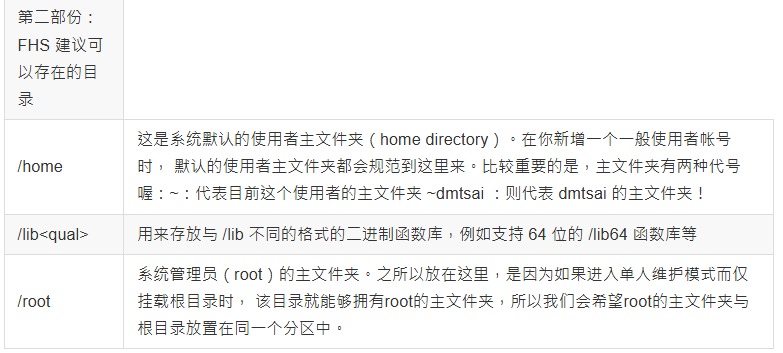 第二部份：
FHS 建议可
以存在的目
录
/home
这是系统默认的使用者主文件夹（home directory）。在你新增一个一般使用者帐号
时， 默认的使用者主文件夹都会规范到这里来。比较重要的是，主文件夹有两种代号
喔：~：代表目前这个使用者的主文件夹 ~dmtsai ：则代表 dmtsai 的主文件夹！
/lib<qual>
用来存放与 /lib 不同的格式的二进制函数库，例如支持 64 位的 /lib64 函数库等
/root
系统管理员（root）的主文件夹。之所以放在这里，是因为如果进入单人维护模式而仅
挂载根目录时， 该目录就能够拥有root的主文件夹，所以我们会希望root的主文件夹与
根目录放置在同一个分区中。